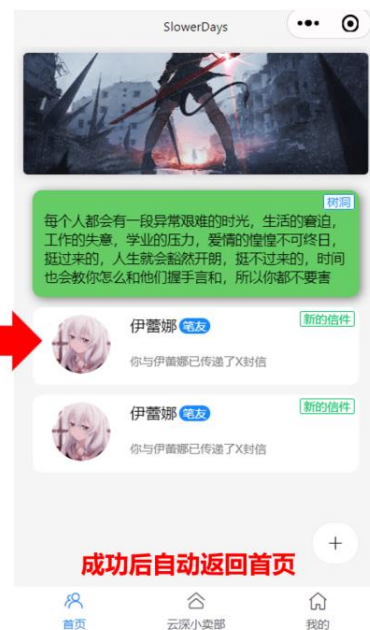 SlowerDays
树洞
每个人都会有一段异常艰难的时光，生活的窘迫，
工作的失意，学业的压力，爱情的惶惶不可终日，
挺过来的，人生就会豁然开朗，挺不过来的，时间
也会教你怎么和他们握手言和，所以你都不要害
伊蕾娜 笔友
新的信件
你与伊蕾娜已传递了X封信
伊蕾娜 笔友
新的信件
你与伊蕾娜已传递了X封信
+
成功后自动返回首页
首页
云深小卖部
我的